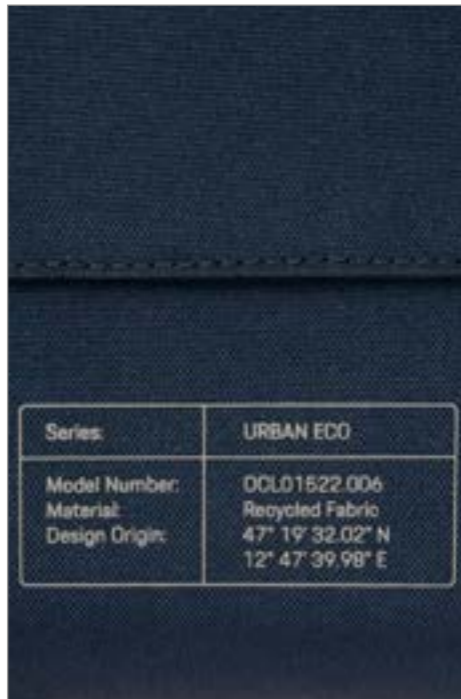 Series: URBAN ECO
Model Number: OCL01522.006
Material: Recycled Fabric
Design Origin: 47° 19' 32.02" N
12° 47' 39.98" E